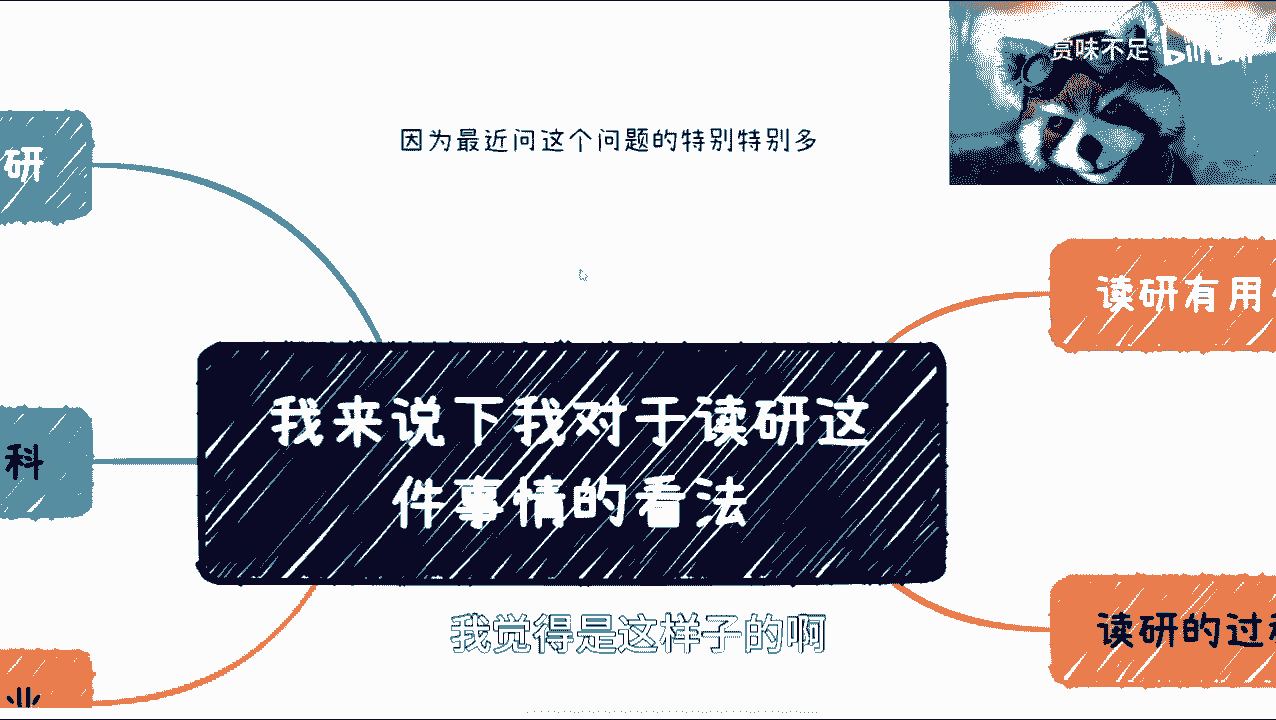 赏味不足 bilibili
因为最近问这个问题的特别特别多
研
读研有用
我来说下我对于读研这
件事情的看法
科
读研的过
我觉得是这样子的啊
业